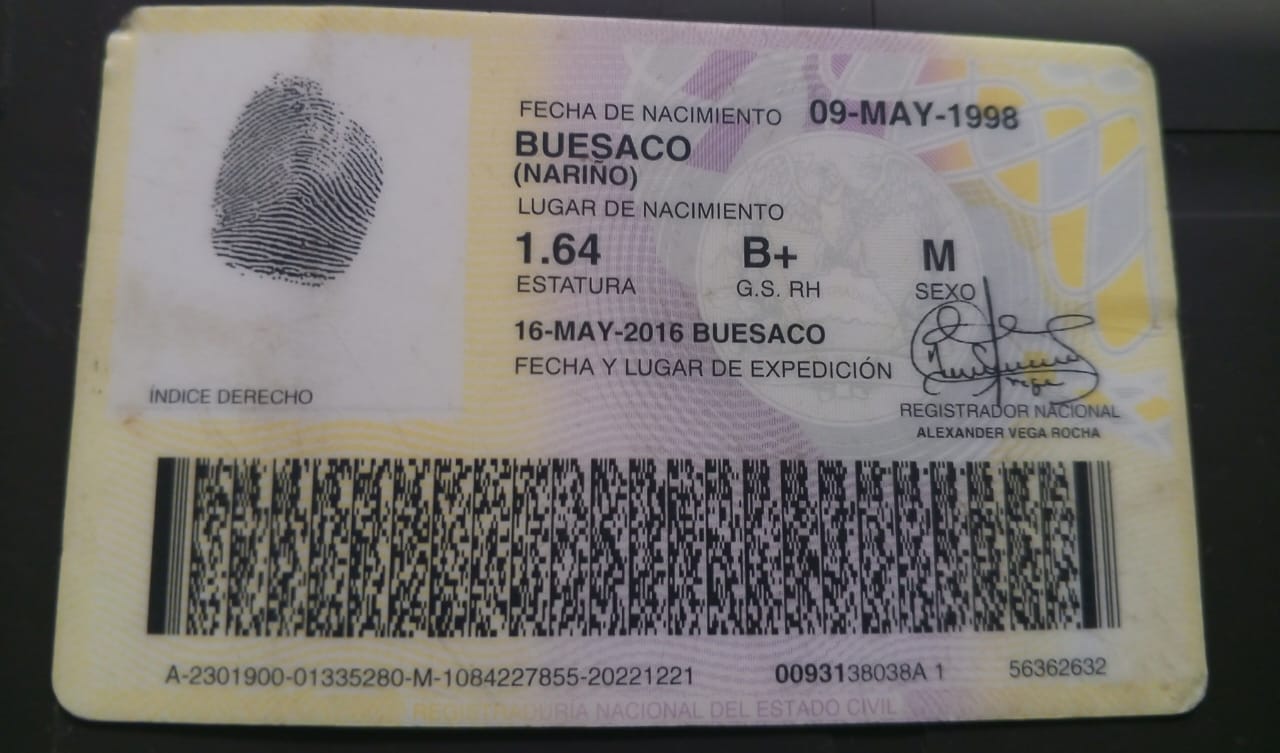 FECHA DE NACIMIENTO 09-MAY-1998
BUESACO
(NARIÑO)
LUGAR DE NACIMIENTO
1.64 B+ M
ESTATURA G.S. RH SEXO
16-MAY-2016 BUESACO
FECHA Y LUGAR DE EXPEDICIÓN
ÍNDICE DERECHO
REGISTRADOR NACIONAL
ALEXANDER VEGA ROCHA
A-2301900-01335280-M-1084227855-20221221 0093138038A 1 56362632
REGISTRADURÍA NACIONAL DEL ESTADO CIVIL